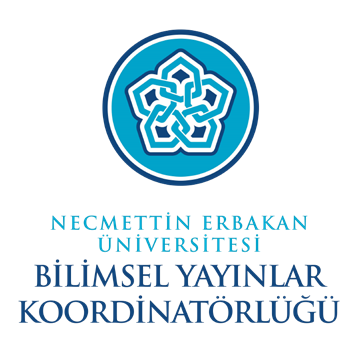 NECMETTİN ERBAKAN
ÜNİVERSİTESİ
BİLİMSEL YAYINLAR
KOORDİNATÖRLÜĞÜ